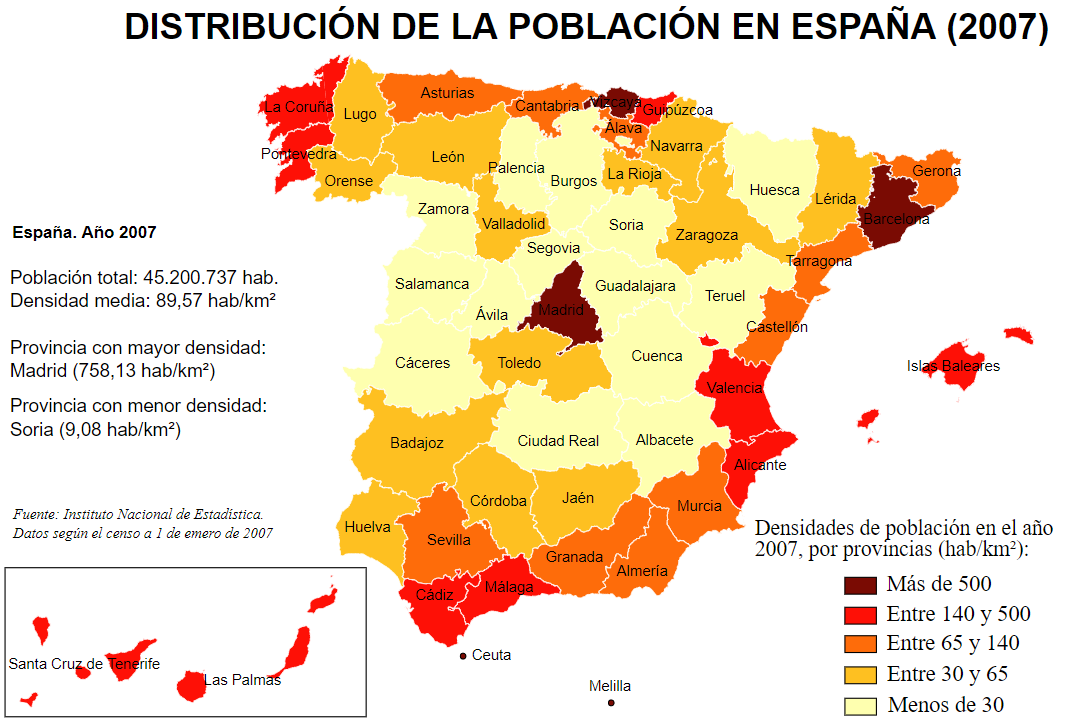 DISTRIBUCIÓN DE LA POBLACIÓN EN ESPAÑA (2007)
La Coruña
Lugo
Asturias
Cantabria
Vizcaya
Guipúzcoa
Álava
Navarra
Pontevedra
Orense
León
Palencia
Burgos
La Rioja
Huesca
Lérida
Gerona
Barcelona
Zamora
Valladolid
Soria
Zaragoza
Tarragona
Segovia
España. Año 2007
Población total: 45.200.737 hab.
Densidad media: 89,57 hab/km²
Provincia con mayor densidad:
Madrid (758,13 hab/km²)
Provincia con menor densidad:
Soria (9,08 hab/km²)
Salamanca
Ávila
Madrid
Guadalajara
Teruel
Castellón
Cáceres
Toledo
Cuenca
Valencia
Islas Baleares
Badajoz
Ciudad Real
Albacete
Alicante
Huelva
Córdoba
Jaén
Murcia
Sevilla
Granada
Almería
Cádiz
Málaga
Ceuta
Melilla
Fuente: Instituto Nacional de Estadística.
Datos según el censo a 1 de enero de 2007
Santa Cruz de Tenerife
Las Palmas
Densidades de población en el año
2007, por provincias (hab/km²):
Más de 500
Entre 140 y 500
Entre 65 y 140
Entre 30 y 65
Menos de 30